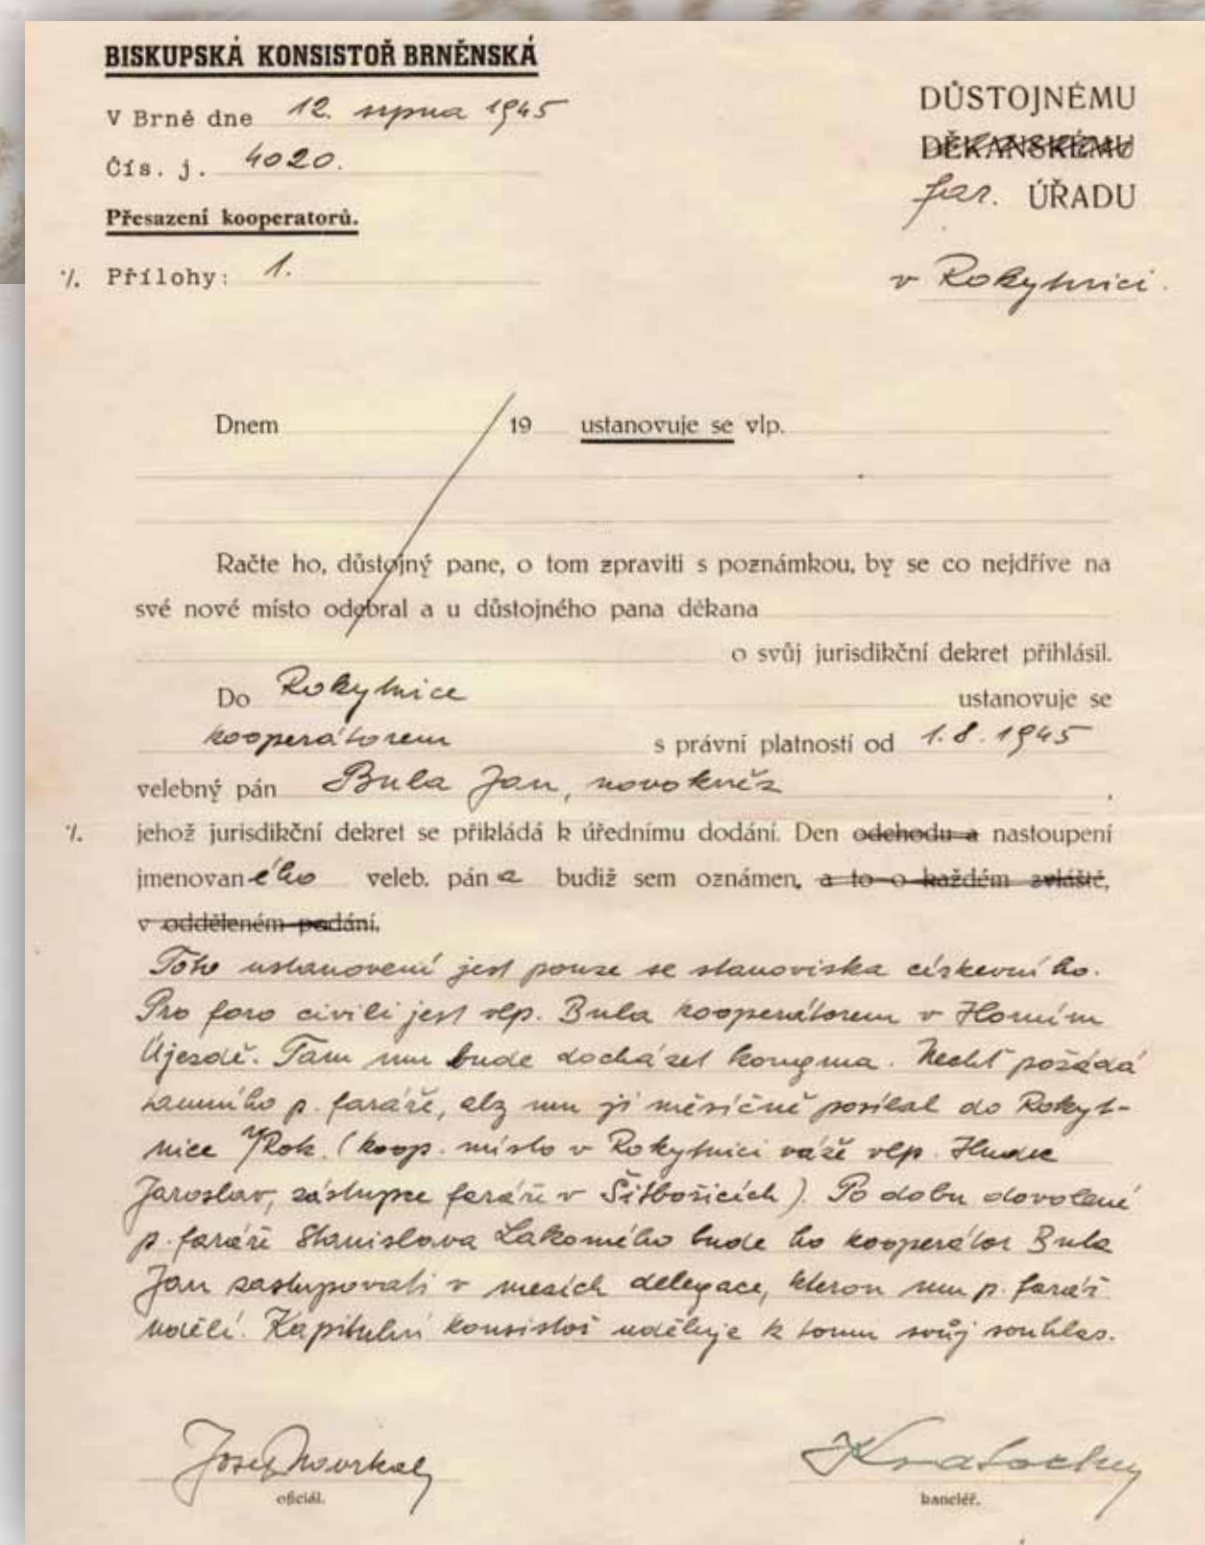 BISKUPSKÁ KONSISTOŘ BRNĚNSKÁ
V Brně dne 12. srpna 1945
Čís. j. 4020.
Přesazení kooperatorů.
·/. Přílohy: 1.
DŮSTOJNÉMU
DĚKANSKÉMU
far. ÚŘADU
v Rokytnici.
Dnem 19 ustanovuje se vlp.
Račte ho, důstojný pane, o tom zpraviti s poznámkou, by se co nejdříve na
své nové místo odebral a u důstojného pana děkana
o svůj jurisdikční dekret přihlásil.
Do Rokytnice ustanovuje se
kooperátorem s právní platností od 1.8.1945
velebný pán Bula Jan, novokněz .
·/. jehož jurisdikční dekret se přikládá k úřednímu dodání. Den odchodu a nastoupení
jmenovaného veleb. pána budiž sem oznámen, a to o každém zvláště,
v odděleném podání.
Toto ustanovení jest pouze se stanoviska církevního.
Pro foro civili jest vlp. Bula kooperátorem v Horním
Újezdě. Tam mu bude docházet kongrua. Nechť požádá
tamního p. faráře, aby mu ji měsíčně posílal do Rokyt-
nice n/Rok. (koop. místo v Rokytnici váže vlp. Hudec
Jaroslav, zástupce faráře v Šitbořicích). Po dobu dovolené
p. faráře Stanislava Lakomého bude ho kooperátor Bula
Jan zastupovati v mezích delegace, kterou mu p. farář
udělí. Kapitulní konsistoř uděluje k tomu svůj souhlas.
Josef
oficiál.
kancléř.